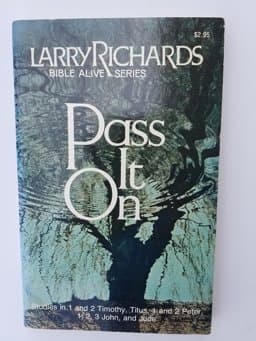 $2.95
LARRY RICHARDS
BIBLE ALIVE SERIES
Pass
It
On
Studies in 1 and 2 Timothy, Titus, 1 and 2 Peter,
1, 2, 3 John, and Jude